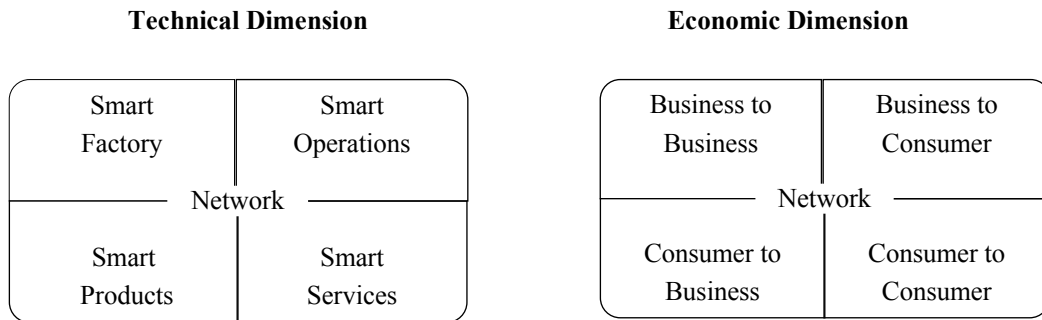 Technical Dimension
Economic Dimension
Smart
Factory
Smart
Operations
Business to
Business
Business to
Consumer
Network
Network
Smart
Products
Smart
Services
Consumer to
Business
Consumer to
Consumer